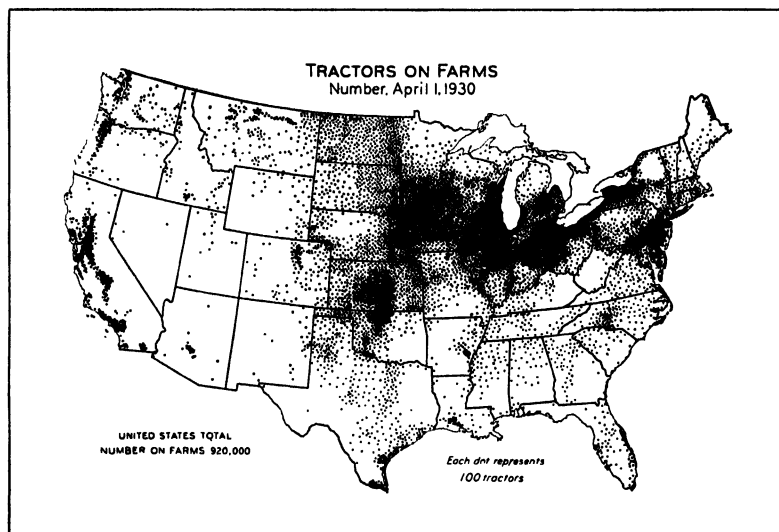 TRACTORS ON FARMS
Number, April 1, 1930
UNITED STATES TOTAL
NUMBER ON FARMS 920,000
Each dnt represents
100 tractors